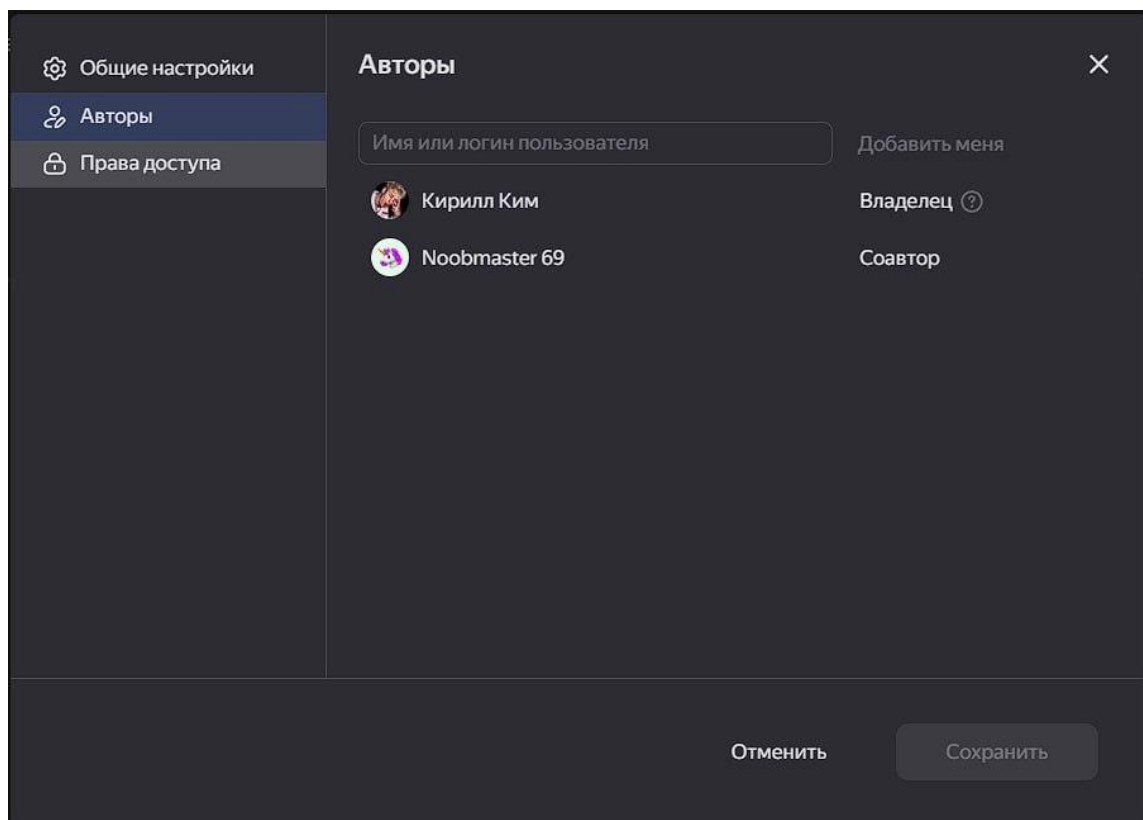 Общие настройки
Авторы
Права доступа
Авторы
Имя или логин пользователя
Добавить меня
Кирилл Ким
Владелец ?
Noobmaster 69
Соавтор
Отменить
Сохранить